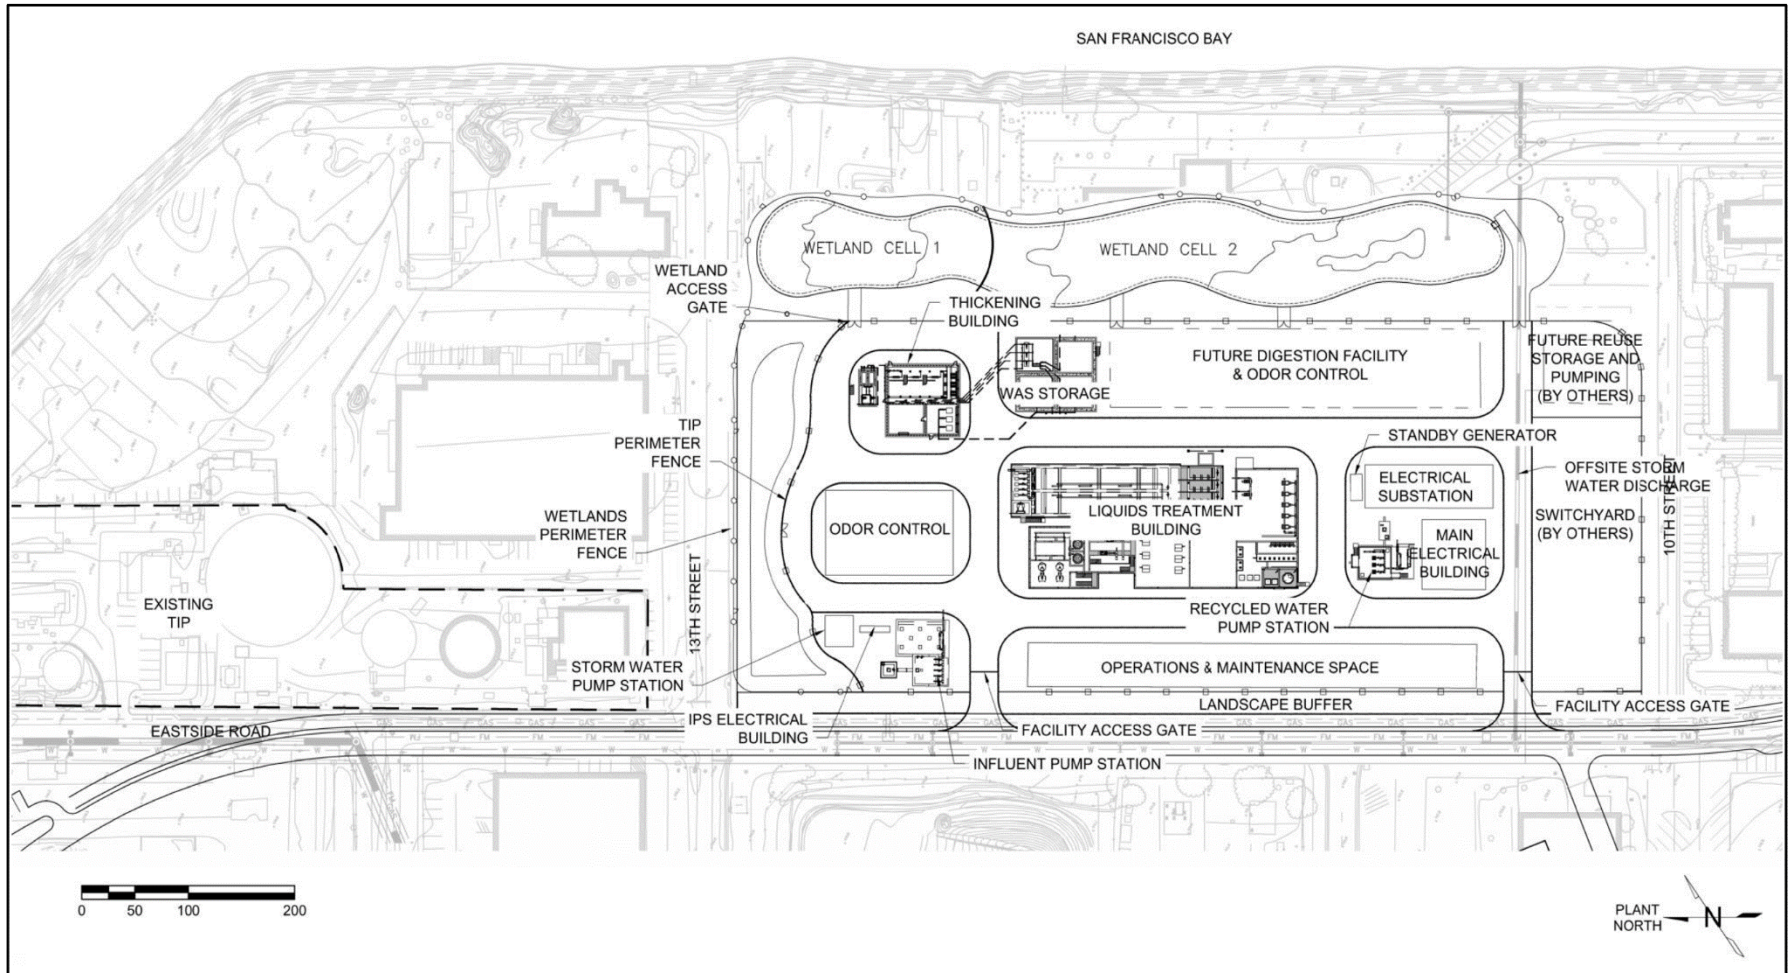 SAN FRANCISCO BAY
WETLAND CELL 1
WETLAND CELL 2
WETLAND
ACCESS
GATE
THICKENING
BUILDING
WAS STORAGE
FUTURE DIGESTION FACILITY
& ODOR CONTROL
FUTURE REUSE
STORAGE AND
PUMPING
(BY OTHERS)
TIP
PERIMETER
FENCE
STANDBY GENERATOR
ELECTRICAL
SUBSTATION
OFFSITE STORM
WATER DISCHARGE
10TH STREET
WETLANDS
PERIMETER
FENCE
ODOR CONTROL
LIQUIDS TREATMENT
BUILDING
MAIN
ELECTRICAL
BUILDING
SWITCHYARD
(BY OTHERS)
EXISTING
TIP
13TH STREET
RECYCLED WATER
PUMP STATION
STORM WATER
PUMP STATION
OPERATIONS & MAINTENANCE SPACE
LANDSCAPE BUFFER
FACILITY ACCESS GATE
EASTSIDE ROAD
IPS ELECTRICAL
BUILDING
FACILITY ACCESS GATE
INFLUENT PUMP STATION
0 50 100 200
PLANT
NORTH
N